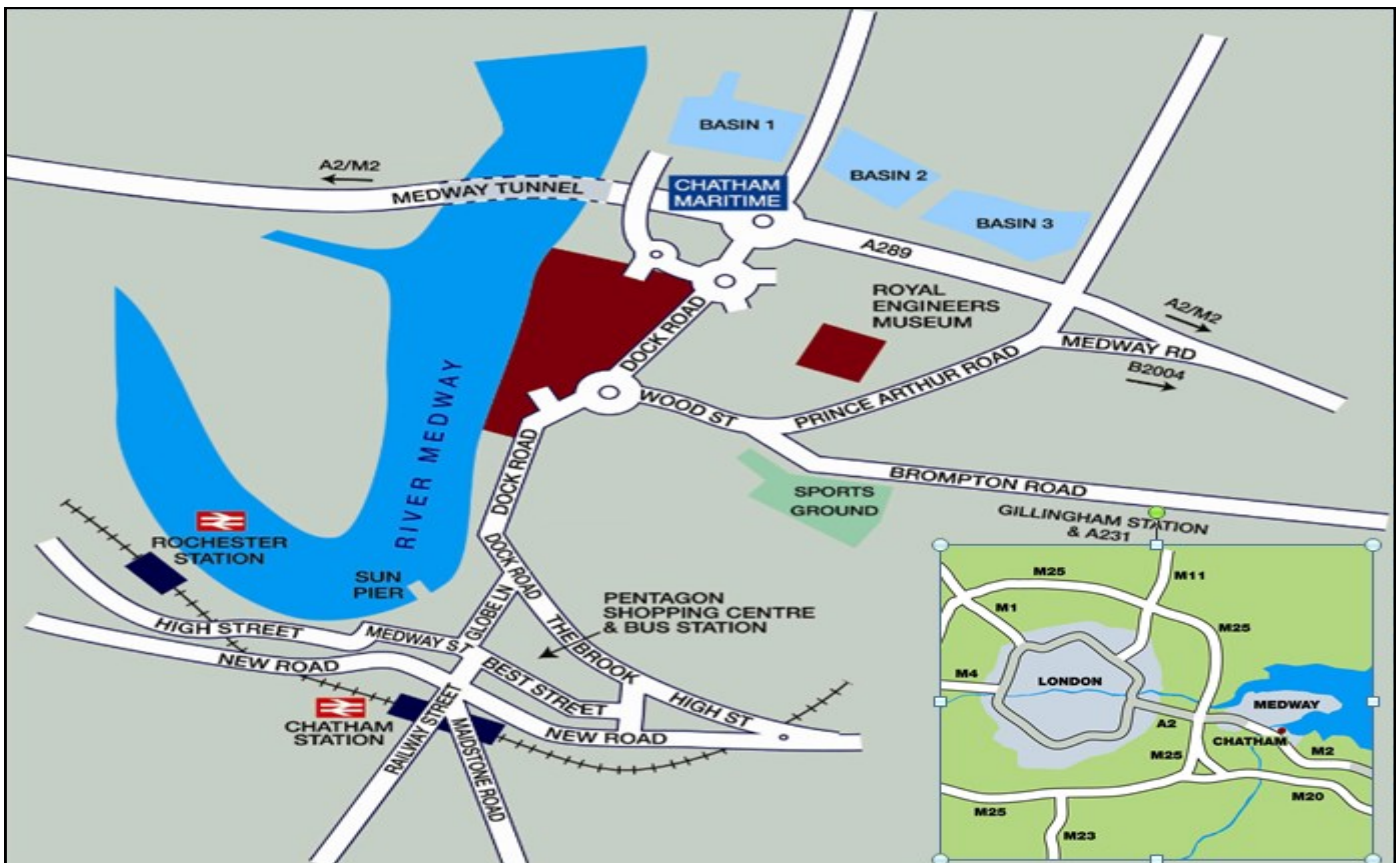 BASIN 1
A2/M2
MEDWAY TUNNEL
CHATHAM
MARITIME
BASIN 2
BASIN 3
A289
ROYAL
ENGINEERS
MUSEUM
A2/M2
DOCK ROAD
MEDWAY RD
B2004
PRINCE ARTHUR ROAD
WOOD ST
RIVER MEDWAY
DOCK ROAD
BROMPTON ROAD
SPORTS
GROUND
GILLINGHAM STATION
& A231
ROCHESTER
STATION
SUN
PIER
DOCK ROAD
GLOBE LN
PENTAGON
SHOPPING CENTRE
& BUS STATION
THE BROOK
HIGH STREET
MEDWAY ST
NEW ROAD
BEST STREET
HIGH ST
CHATHAM
STATION
RAILWAY STREET
MAIDSTONE ROAD
NEW ROAD
M25
M11
M1
M25
M4
LONDON
MEDWAY
A2
CHATHAM
M25
M2
M20
M25
M23